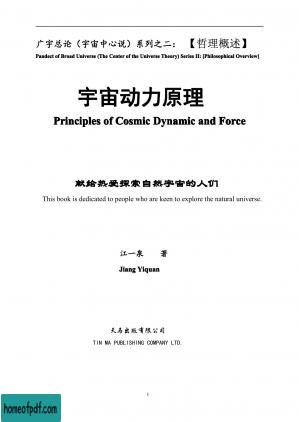 广宇总论（宇宙中心说）系列之二：【哲理概述】
Pandect of Broad Universe (The Center of the Universe Theory) Series II: [Philosophical Overview]
宇宙动力原理
Principles of Cosmic Dynamic and Force
献给热爱探索自然宇宙的人们
This book is dedicated to people who are keen to explore the natural universe.
江一泉 著
Jiang Yiquan
天马出版有限公司
TIN MA PUBLISHING COMPANY LTD.
1
homeofpdf.com